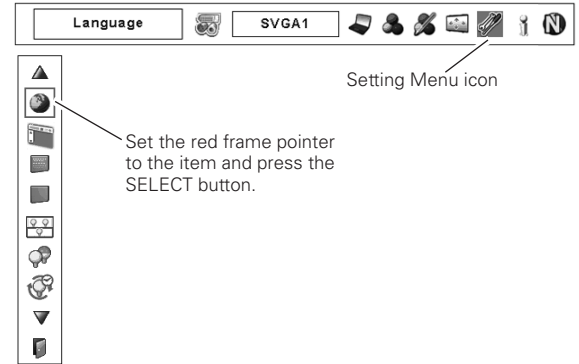 Language
SVGA1
Setting Menu icon
Set the red frame pointer
to the item and press the
SELECT button.